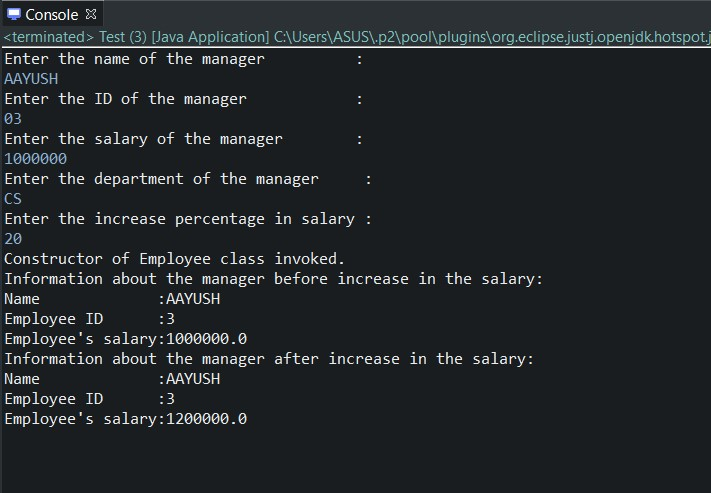 Console
<terminated> Test (3) [Java Application] C:\Users\ASUS\.p2\pool\plugins\org.eclipse.justj.openjdk.hotspot.j
Enter the name of the manager          :
AAYUSH
Enter the ID of the manager            :
03
Enter the salary of the manager        :
1000000
Enter the department of the manager     :
CS
Enter the increase percentage in salary :
20
Constructor of Employee class invoked.
Information about the manager before increase in the salary:
Name             :AAYUSH
Employee ID      :3
Employee's salary:1000000.0
Information about the manager after increase in the salary:
Name             :AAYUSH
Employee ID      :3
Employee's salary:1200000.0